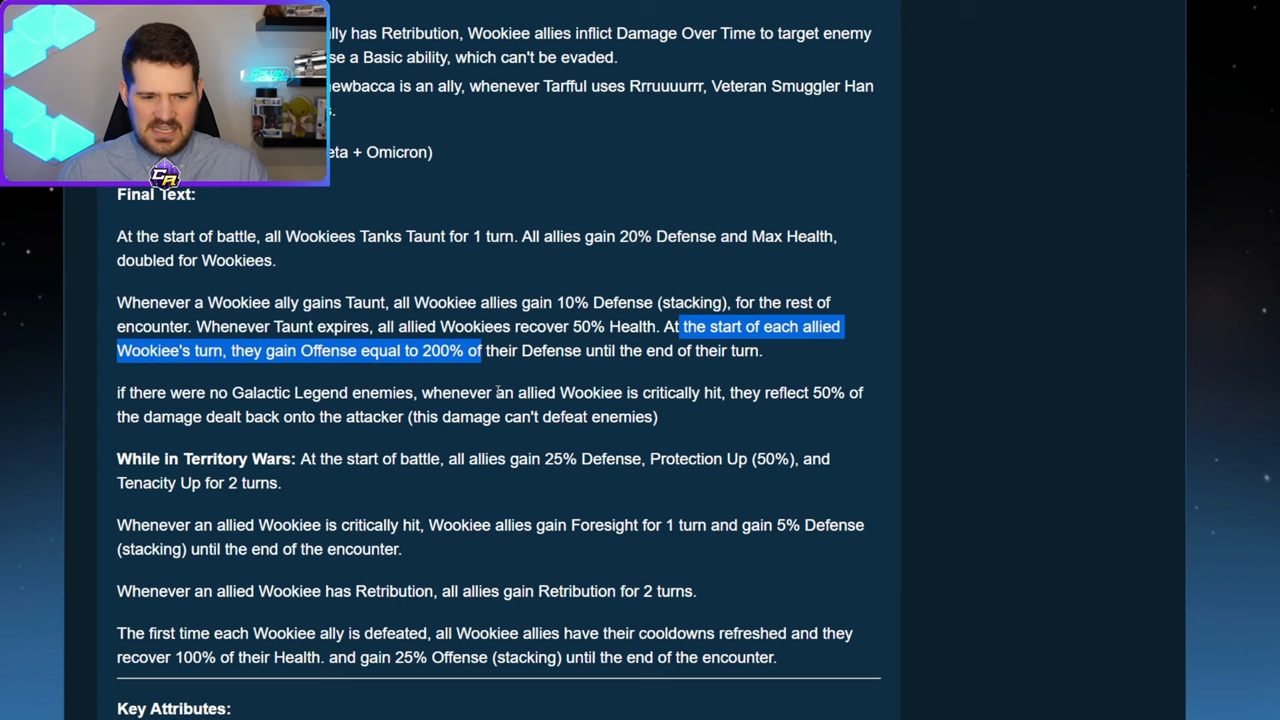 lly has Retribution, Wookiee allies inflict Damage Over Time to target enemy
se a Basic ability, which can't be evaded.
ewbacca is an ally, whenever Tarfful uses Rrruuuurrr, Veteran Smuggler Han
s.
eta + Omicron)
CA
Final Text:
At the start of battle, all Wookiees Tanks Taunt for 1 turn. All allies gain 20% Defense and Max Health,
doubled for Wookiees.
Whenever a Wookiee ally gains Taunt, all Wookiee allies gain 10% Defense (stacking), for the rest of
encounter. Whenever Taunt expires, all allied Wookiees recover 50% Health. At the start of each allied
Wookiee's turn, they gain Offense equal to 200% of their Defense until the end of their turn.
if there were no Galactic Legend enemies, whenever an allied Wookiee is critically hit, they reflect 50% of
the damage dealt back onto the attacker (this damage can't defeat enemies)
While in Territory Wars: At the start of battle, all allies gain 25% Defense, Protection Up (50%), and
Tenacity Up for 2 turns.
Whenever an allied Wookiee is critically hit, Wookiee allies gain Foresight for 1 turn and gain 5% Defense
(stacking) until the end of the encounter.
Whenever an allied Wookiee has Retribution, all allies gain Retribution for 2 turns.
The first time each Wookiee ally is defeated, all Wookiee allies have their cooldowns refreshed and they
recover 100% of their Health. and gain 25% Offense (stacking) until the end of the encounter.
Key Attributes: